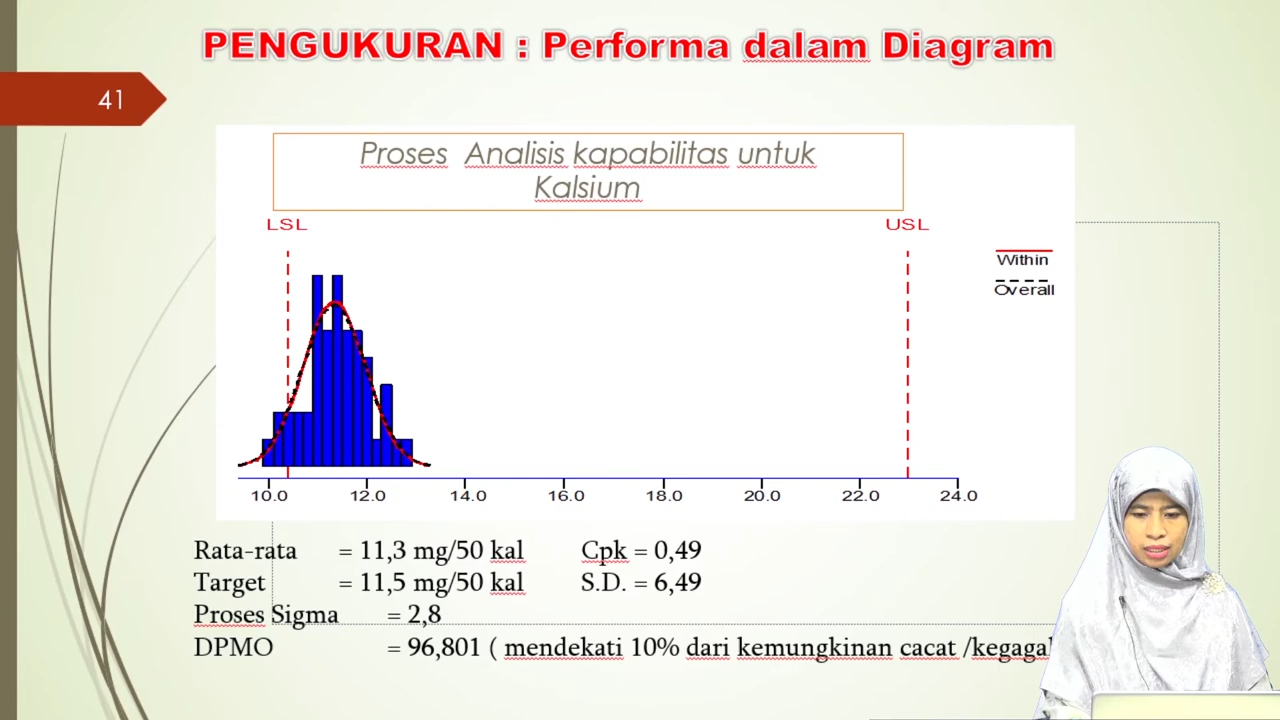 PENGUKURAN : Performa dalam Diagram
41
Proses Analisis kapabilitas untuk
Kalsium
LSL
USL
Within
Overall
10.0 12.0 14.0 16.0 18.0 20.0 22.0 24.0
Rata-rata = 11,3 mg/50 kal Cpk = 0,49
Target = 11,5 mg/50 kal S.D. = 6,49
Proses Sigma = 2,8
DPMO = 96,801 ( mendekati 10% dari kemungkinan cacat